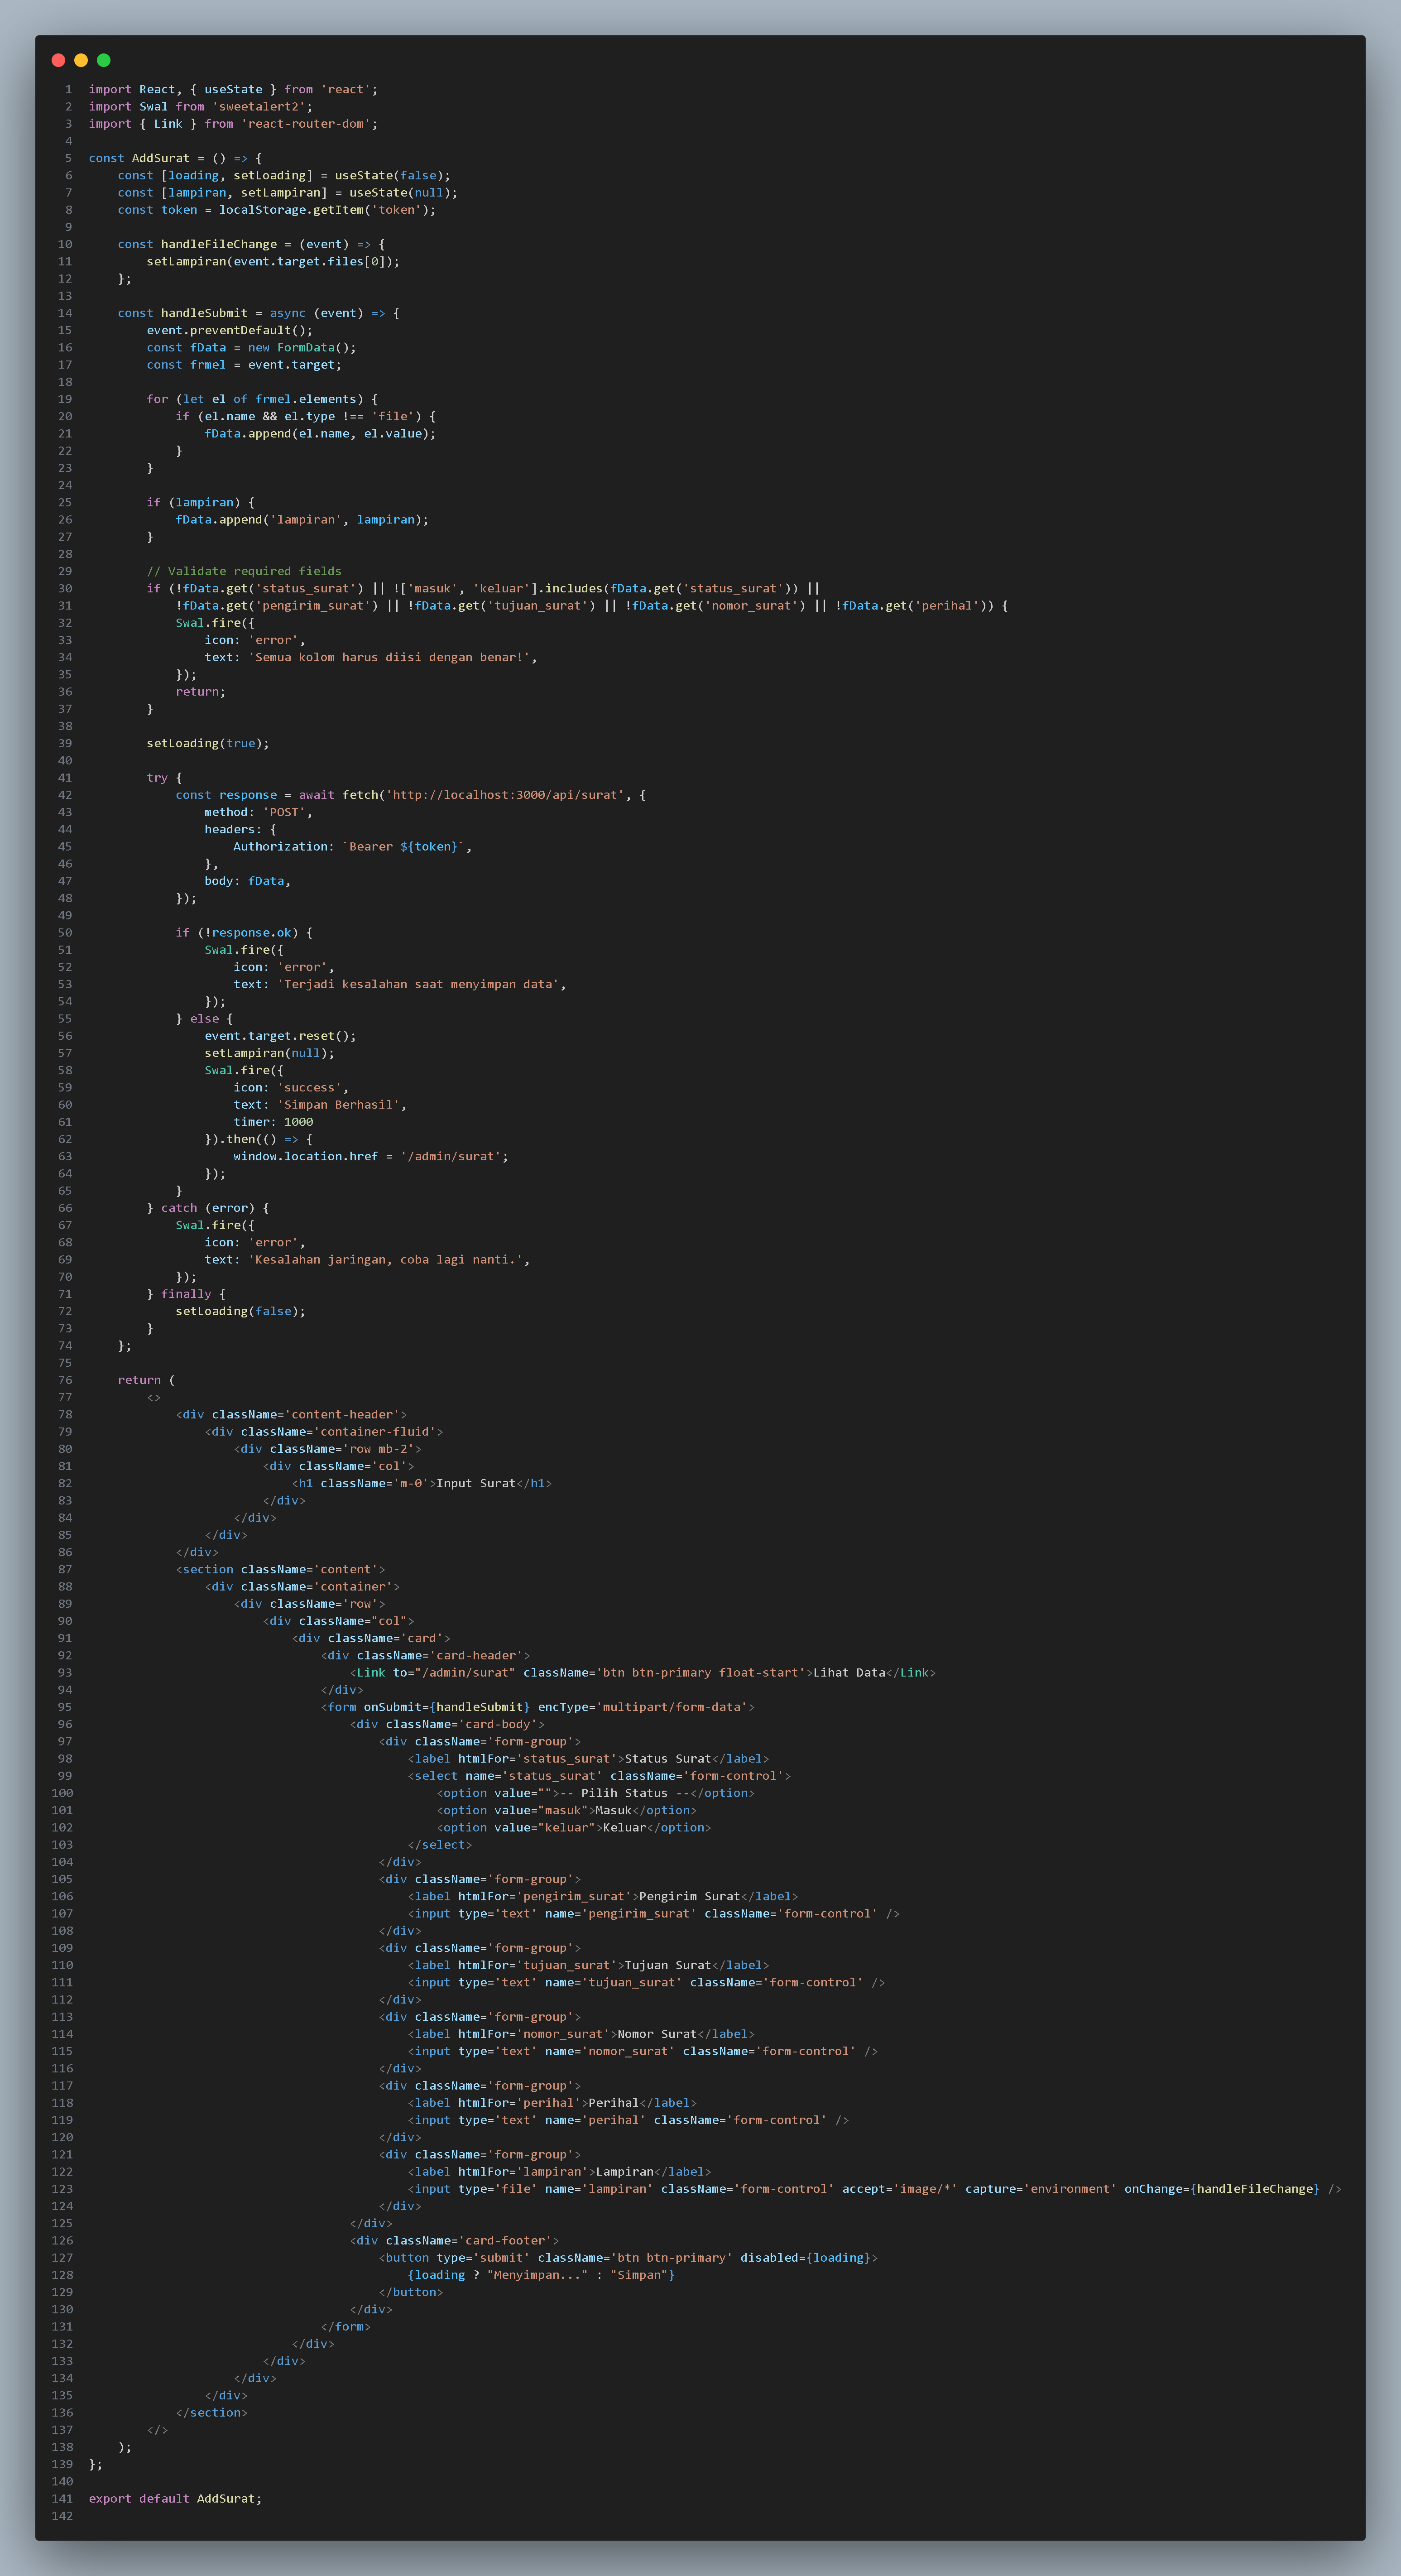 1 import React, { useState } from 'react';
2 import Swal from 'sweetalert2';
3 import { Link } from 'react-router-dom';
4
5 const AddSurat = () => {
6     const [loading, setLoading] = useState(false);
7     const [lampiran, setLampiran] = useState(null);
8     const token = localStorage.getItem('token');
9
10     const handleFileChange = (event) => {
11         setLampiran(event.target.files[0]);
12     };
13
14     const handleSubmit = async (event) => {
15         event.preventDefault();
16         const fData = new FormData();
17         const frmel = event.target;
18
19         for (let el of frmel.elements) {
20             if (el.name && el.type !== 'file') {
21                 fData.append(el.name, el.value);
22             }
23         }
24
25         if (lampiran) {
26             fData.append('lampiran', lampiran);
27         }
28
29         // Validate required fields
30         if (!fData.get('status_surat') || !['masuk', 'keluar'].includes(fData.get('status_surat')) ||
31             !fData.get('pengirim_surat') || !fData.get('tujuan_surat') || !fData.get('nomor_surat') || !fData.get('perihal')) {
32             Swal.fire({
33                 icon: 'error',
34                 text: 'Semua kolom harus diisi dengan benar!',
35             });
36             return;
37         }
38
39         setLoading(true);
40
41         try {
42             const response = await fetch('http://localhost:3000/api/surat', {
43                 method: 'POST',
44                 headers: {
45                     Authorization: `Bearer ${token}`,
46                 },
47                 body: fData,
48             });
49
50             if (!response.ok) {
51                 Swal.fire({
52                     icon: 'error',
53                     text: 'Terjadi kesalahan saat menyimpan data',
54                 });
55             } else {
56                 event.target.reset();
57                 setLampiran(null);
58                 Swal.fire({
59                     icon: 'success',
60                     text: 'Simpan Berhasil',
61                     timer: 1000
62                 }).then(() => {
63                     window.location.href = '/admin/surat';
64                 });
65             }
66         } catch (error) {
67             Swal.fire({
68                 icon: 'error',
69                 text: 'Kesalahan jaringan, coba lagi nanti.',
70             });
71         } finally {
72             setLoading(false);
73         }
74     };
75
76     return (
77         <>
78             <div className='content-header'>
79                 <div className='container-fluid'>
80                     <div className='row mb-2'>
81                         <div className='col'>
82                             <h1 className='m-0'>Input Surat</h1>
83                         </div>
84                     </div>
85                 </div>
86             </div>
87             <section className='content'>
88                 <div className='container'>
89                     <div className='row'>
90                         <div className="col">
91                             <div className='card'>
92                                 <div className='card-header'>
93                                     <Link to="/admin/surat" className='btn btn-primary float-start'>Lihat Data</Link>
94                                 </div>
95                                 <form onSubmit={handleSubmit} encType='multipart/form-data'>
96                                     <div className='card-body'>
97                                         <div className='form-group'>
98                                             <label htmlFor='status_surat'>Status Surat</label>
99                                             <select name='status_surat' className='form-control'>
100                                                 <option value="">-- Pilih Status --</option>
101                                                 <option value="masuk">Masuk</option>
102                                                 <option value="keluar">Keluar</option>
103                                             </select>
104                                         </div>
105                                         <div className='form-group'>
106                                             <label htmlFor='pengirim_surat'>Pengirim Surat</label>
107                                             <input type='text' name='pengirim_surat' className='form-control' />
108                                         </div>
109                                         <div className='form-group'>
110                                             <label htmlFor='tujuan_surat'>Tujuan Surat</label>
111                                             <input type='text' name='tujuan_surat' className='form-control' />
112                                         </div>
113                                         <div className='form-group'>
114                                             <label htmlFor='nomor_surat'>Nomor Surat</label>
115                                             <input type='text' name='nomor_surat' className='form-control' />
116                                         </div>
117                                         <div className='form-group'>
118                                             <label htmlFor='perihal'>Perihal</label>
119                                             <input type='text' name='perihal' className='form-control' />
120                                         </div>
121                                         <div className='form-group'>
122                                             <label htmlFor='lampiran'>Lampiran</label>
123                                             <input type='file' name='lampiran' className='form-control' accept='image/*' capture='environment' onChange={handleFileChange} />
124                                         </div>
125                                     </div>
126                                     <div className='card-footer'>
127                                         <button type='submit' className='btn btn-primary' disabled={loading}>
128                                             {loading ? "Menyimpan..." : "Simpan"}
129                                         </button>
130                                     </div>
131                                 </form>
132                             </div>
133                         </div>
134                     </div>
135                 </div>
136             </section>
137         </>
138     );
139 };
140
141 export default AddSurat;
142